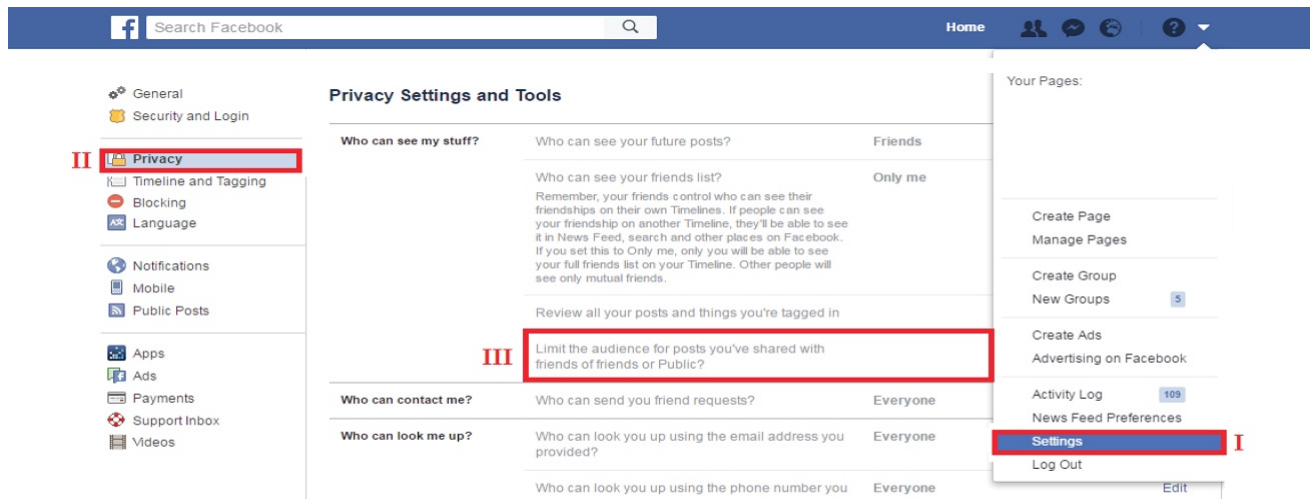 f Search Facebook Home ?
General
Security and Login
II Privacy
Timeline and Tagging
Blocking
Language
Notifications
Mobile
Public Posts
Apps
Ads
Payments
Support Inbox
Videos
Privacy Settings and Tools
Who can see my stuff? Who can see your future posts? Friends
Who can see your friends list? Only me
Remember, your friends control who can see their
friendships on their own Timelines. If people can see
your friendship on another Timeline, they'll be able to see
it in News Feed, search and other places on Facebook.
If you set this to Only me, only you will be able to see
your full friends list on your Timeline. Other people will
see only mutual friends.
Review all your posts and things you're tagged in
III Limit the audience for posts you've shared with
friends of friends or Public?
Who can contact me? Who can send you friend requests? Everyone
Who can look me up? Who can look you up using the email address you Everyone
provided?
Who can look you up using the phone number you Everyone Edit
Your Pages:
Create Page
Manage Pages
Create Group
New Groups 5
Create Ads
Advertising on Facebook
Activity Log 109
News Feed Preferences
Settings I
Log Out